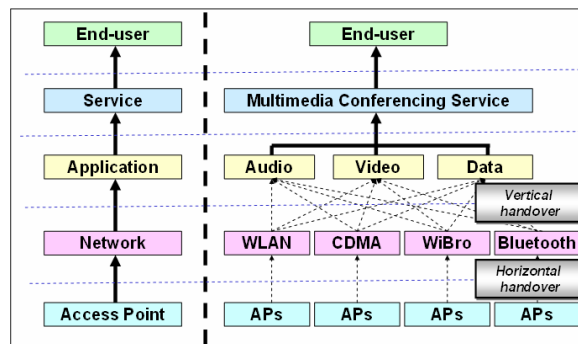 End-user
End-user
Service
Multimedia Conferencing Service
Application
Audio
Video
Data
Vertical
handover
Network
WLAN
CDMA
WiBro
Bluetooth
Horizontal
handover
Access Point
APs
APs
APs
APs